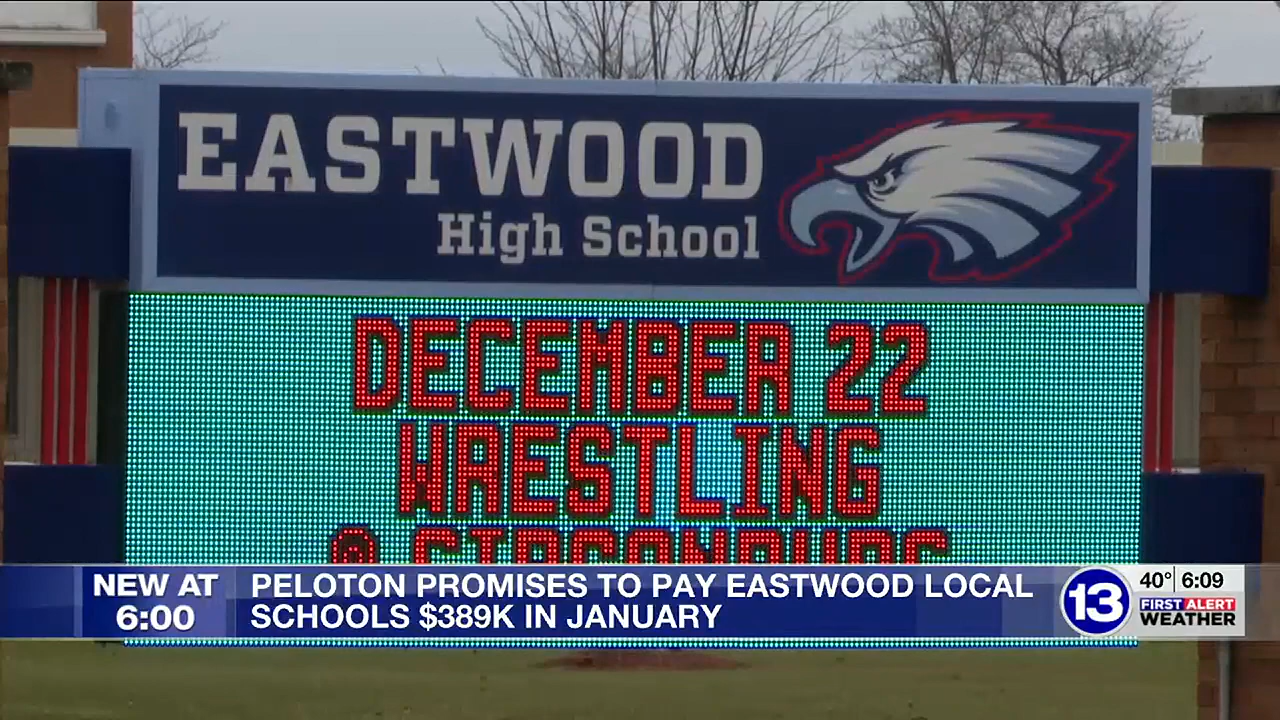 EASTWOOD
High School
DECEMBER 22
WRESTLING
NEW AT
6:00
PELOTON PROMISES TO PAY EASTWOOD LOCAL
SCHOOLS $389K IN JANUARY
13
40° 6:09
FIRST ALERT
WEATHER